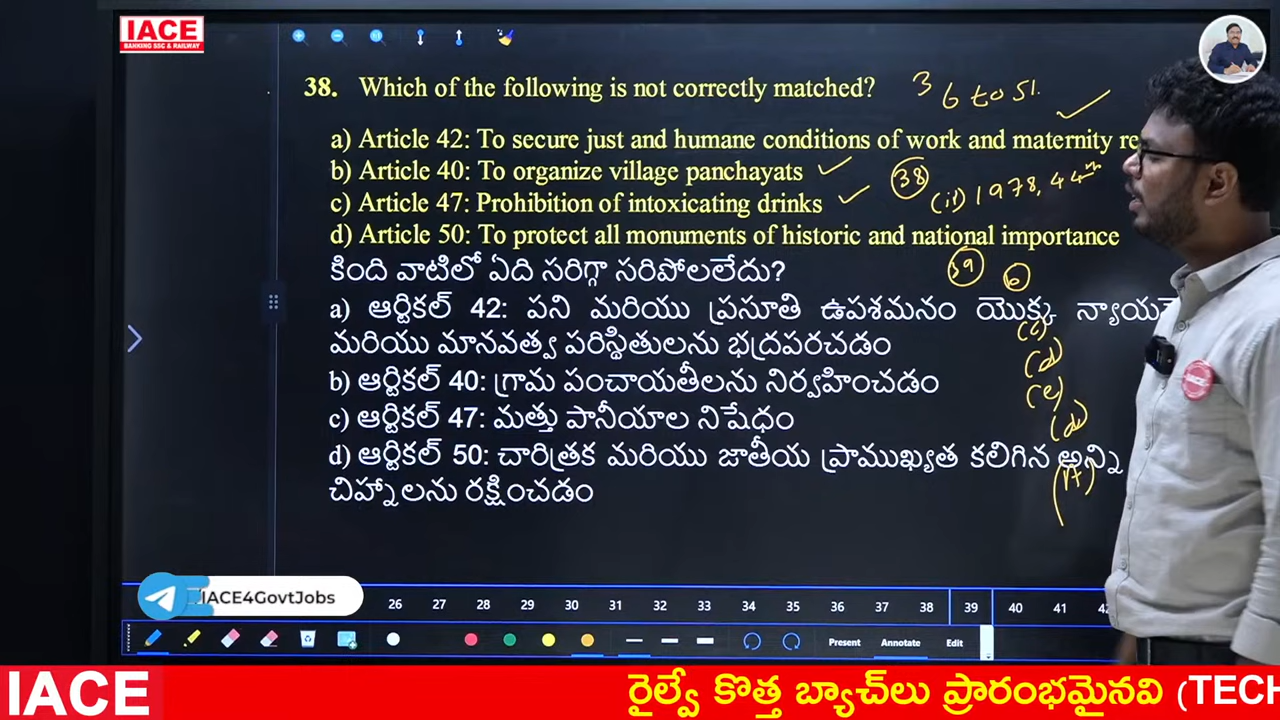 IACE
BANKING SSC & RAILWAY
38. Which of the following is not correctly matched?
36 to 51.
a) Article 42: To secure just and humane conditions of work and maternity re
b) Article 40: To organize village panchayats
38
(ii) 1978, 44th
c) Article 47: Prohibition of intoxicating drinks
d) Article 50: To protect all monuments of historic and national importance
39
కింది వాటిలో ఏది సరిగ్గా సరిపోలలేదు?
a) ఆర్టికల్ 42: పని మరియు ప్రసూతి ఉపశమనం యొక్క న్యాయ
మరియు మానవత్వ పరిస్థితులను భద్రపరచడం
b) ఆర్టికల్ 40: గ్రామ పంచాయతీలను నిర్వహించడం
c) ఆర్టికల్ 47: మత్తు పానీయాల నిషేధం
d) ఆర్టికల్ 50: చారిత్రక మరియు జాతీయ ప్రాముఖ్యత కలిగిన అన్ని
చిహ్నాలను రక్షించడం
(d)
(e)
IACE
IACE4GovtJobs
26 27 28 29 30 31 32 33 34 35 36 37 38 39 40 41
Present Annotate Edit
IACE
రైల్వే కొత్త బ్యాచ్‌లు ప్రారంభమైనవి (TECH